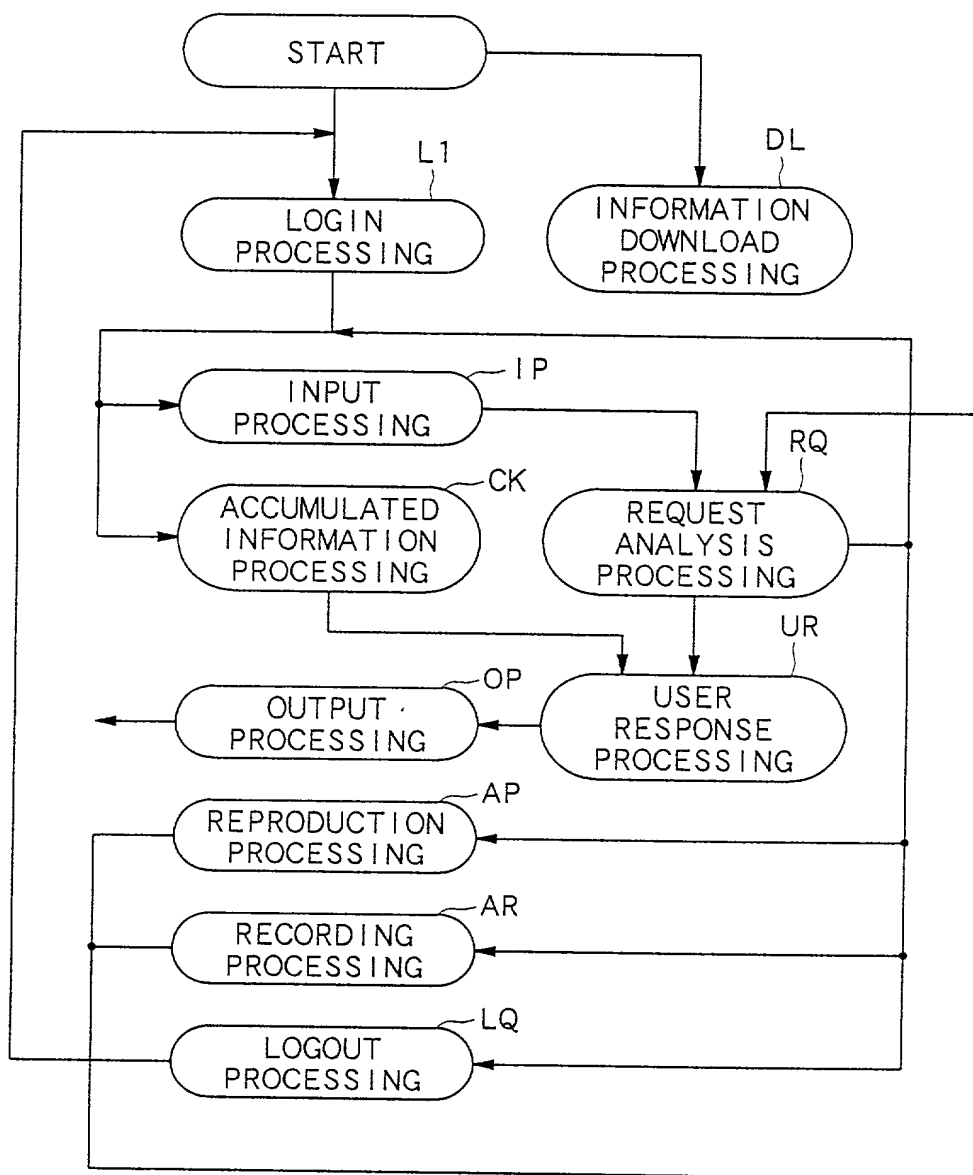 START
L1
DL
LOGIN
PROCESSING
INFORMATION
DOWNLOAD
PROCESSING
IP
INPUT
PROCESSING
RQ
CK
ACCUMULATED
INFORMATION
PROCESSING
REQUEST
ANALYSIS
PROCESSING
UR
OP
OUTPUT
PROCESSING
USER
RESPONSE
PROCESSING
AP
REPRODUCTION
PROCESSING
AR
RECORDING
PROCESSING
LQ
LOGOUT
PROCESSING